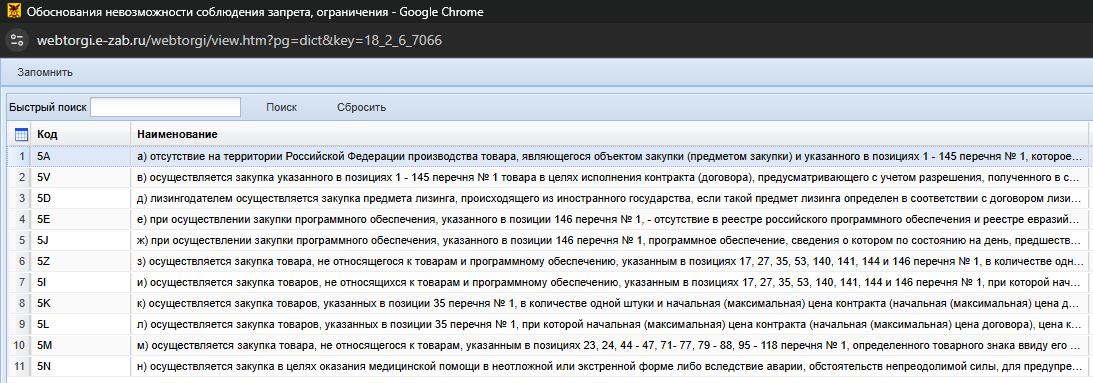 Обоснования невозможности соблюдения запрета, ограничения - Google Chrome
webtorgi.e-zab.ru/webtorgi/view.htm?pg=dict&key=18_2_6_7066
Запомнить
Быстрый поиск Поиск Сбросить
Код Наименование
1 5A а) отсутствие на территории Российской Федерации производства товара, являющегося объектом закупки (предметом закупки) и указанного в позициях 1 - 145 перечня № 1, которое...
2 5V в) осуществляется закупка указанного в позициях 1 - 145 перечня № 1 товара в целях исполнения контракта (договора), предусматривающего с учетом разрешения, полученного в с...
3 5D д) лизингодателем осуществляется закупка предмета лизинга, происходящего из иностранного государства, если такой предмет лизинга определен в соответствии с договором лизи...
4 5E е) при осуществлении закупки программного обеспечения, указанного в позиции 146 перечня № 1, - отсутствие в реестре российского программного обеспечения и реестре евразий...
5 5J ж) при осуществлении закупки программного обеспечения, указанного в позиции 146 перечня № 1, программное обеспечение, сведения о котором по состоянию на день, предшеств...
6 5Z з) осуществляется закупка товара, не относящегося к товарам и программному обеспечению, указанным в позициях 17, 27, 35, 53, 140, 141, 144 и 146 перечня № 1, в количестве одн...
7 5I и) осуществляется закупка товаров, не относящихся к товарам и программному обеспечению, указанным в позициях 17, 27, 35, 53, 140, 141, 144 и 146 перечня № 1, при которой нач...
8 5K к) осуществляется закупка товаров, указанных в позиции 35 перечня № 1, в количестве одной штуки и начальная (максимальная) цена контракта (начальная (максимальная) цена д...
9 5L л) осуществляется закупка товаров, указанных в позиции 35 перечня № 1, при которой начальная (максимальная) цена контракта (начальная (максимальная) цена договора), цена к...
10 5M м) осуществляется закупка товара, не относящегося к товарам, указанным в позициях 23, 24, 44 - 47, 71- 77, 79 - 88, 95 - 118 перечня № 1, определенного товарного знака ввиду его ...
11 5N н) осуществляется закупка в целях оказания медицинской помощи в неотложной или экстренной форме либо вследствие аварии, обстоятельств непреодолимой силы, для предупре...